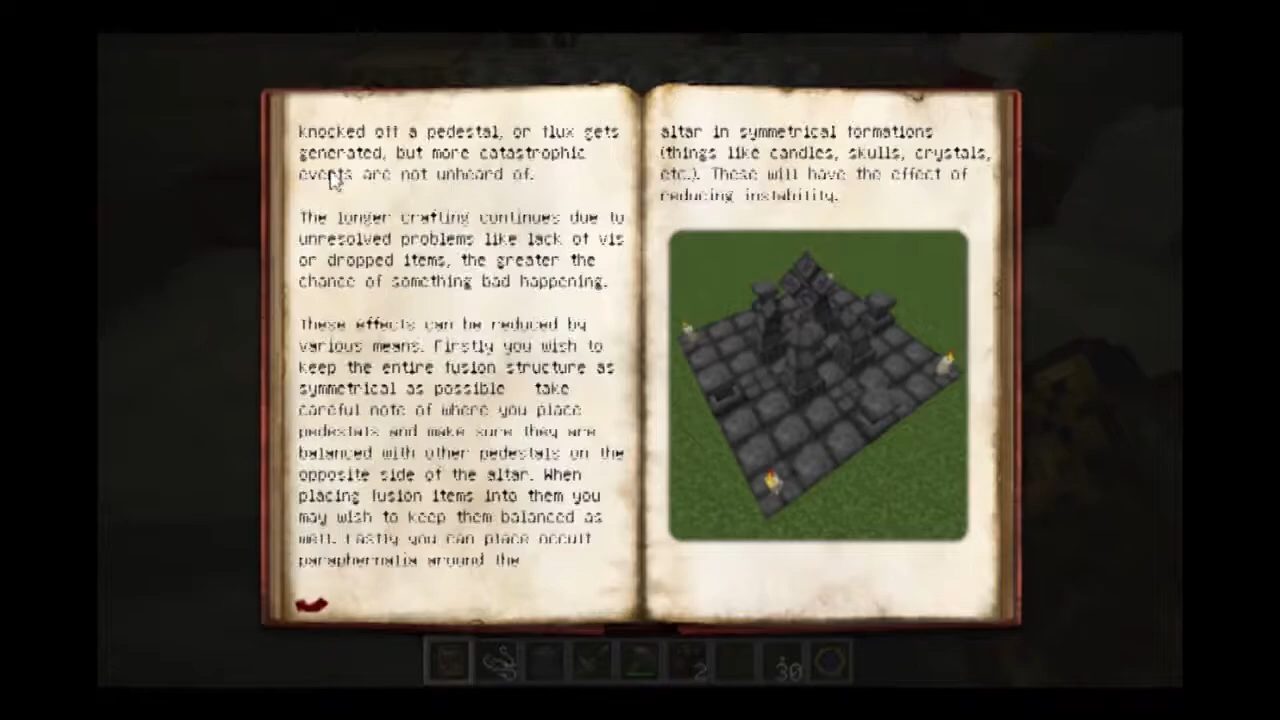 knocked off a pedestal, or flux gets
generated, but more catastrophic
events are not unheard of.
The longer crafting continues due to
unresolved problems like lack of vis
or dropped items, the greater the
chance of something bad happening.
These effects can be reduced by
various means. Firstly you wish to
keep the entire fusion structure as
symmetrical as possible take
careful note of where you place
pedestals and make sure they are
balanced with other pedestals on the
opposite side of the altar. When
placing fusion items into them you
may wish to keep them balanced as
well. Lastly you can place occult
paraphernalia around the
altar in symmetrical formations
(things like candles, skulls, crystals,
etc.). These will have the effect of
reducing instability.
2
30